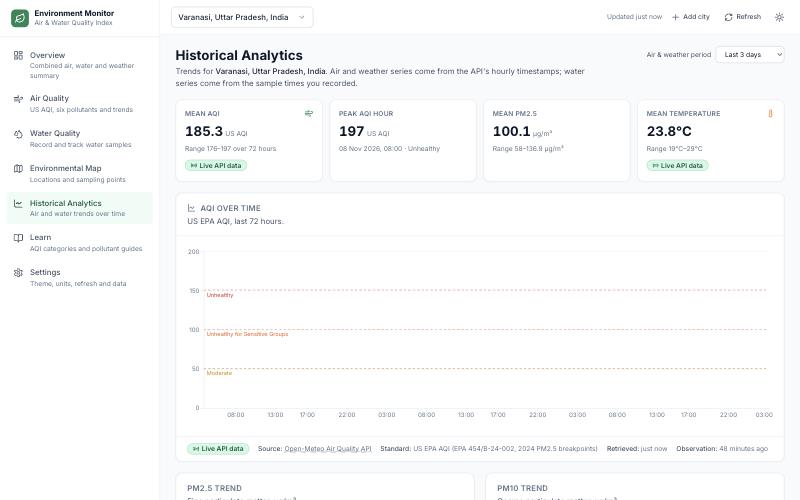 Environment Monitor
Air & Water Quality Index
Overview
Combined air, water and weather
summary
Air Quality
US AQI, six pollutants and trends
Water Quality
Record and track water samples
Environmental Map
Locations and sampling points
Historical Analytics
Air and water trends over time
Learn
AQI categories and pollutant guides
Settings
Theme, units, refresh and data
Varanasi, Uttar Pradesh, India
Updated just now
Add city
Refresh
Historical Analytics
Trends for Varanasi, Uttar Pradesh, India. Air and weather series come from the API's hourly timestamps; water
series come from the sample times you recorded.
Air & weather period
Last 3 days
MEAN AQI
185.3 US AQI
Range 176–197 over 72 hours
Live API data
PEAK AQI HOUR
197 US AQI
08 Nov 2026, 08:00 · Unhealthy
MEAN PM2.5
100.1 µg/m³
Range 58–136.9 µg/m³
MEAN TEMPERATURE
23.8°C
Range 19°C–29°C
Live API data
AQI OVER TIME
US EPA AQI, last 72 hours.
200
150
Unhealthy
100
Unhealthy for Sensitive Groups
50
Moderate
0
08:00 13:00 17:00 22:00 03:00 08:00 13:00 17:00 22:00 03:00 08:00 13:00 17:00 22:00 03:00
Live API data Source: Open-Meteo Air Quality API Standard: US EPA AQI (EPA 454/B-24-002, 2024 PM2.5 breakpoints) Retrieved: just now Observation: 48 minutes ago
PM2.5 TREND
PM10 TREND